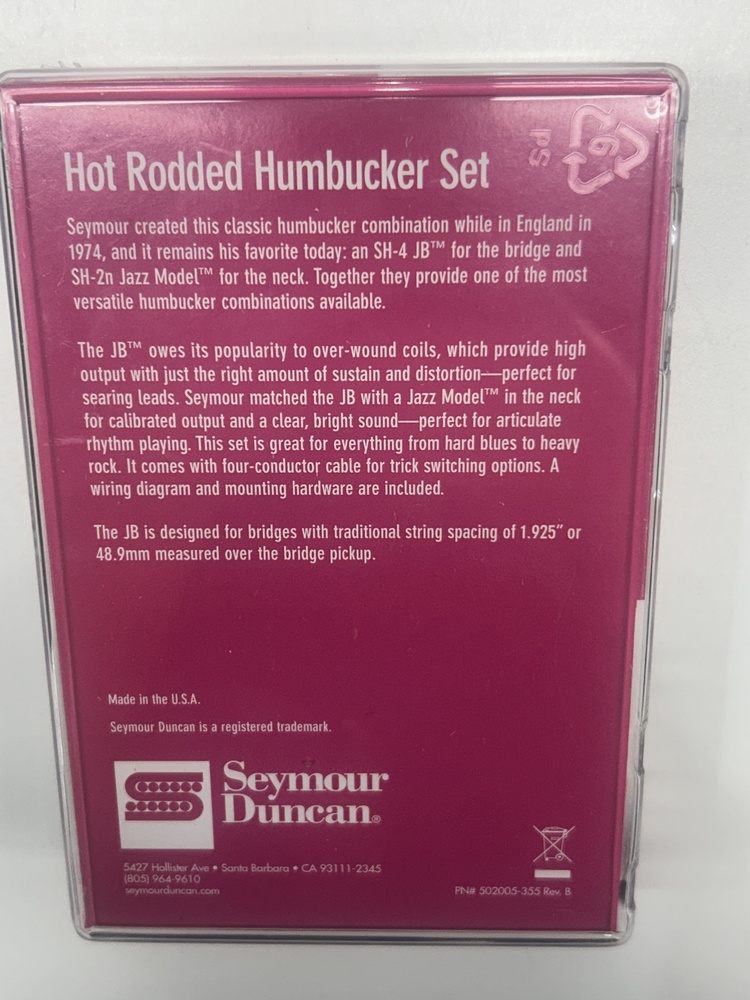 Hot Rodded Humbucker Set
Seymour created this classic humbucker combination while in England in
1974, and it remains his favorite today: an SH-4 JB™ for the bridge and
SH-2n Jazz Model™ for the neck. Together they provide one of the most
versatile humbucker combinations available.
The JB™ owes its popularity to over-wound coils, which provide high
output with just the right amount of sustain and distortion—perfect for
searing leads. Seymour matched the JB with a Jazz Model™ in the neck
for calibrated output and a clear, bright sound—perfect for articulate
rhythm playing. This set is great for everything from hard blues to heavy
rock. It comes with four-conductor cable for trick switching options. A
wiring diagram and mounting hardware are included.
The JB is designed for bridges with traditional string spacing of 1.925″ or
48.9mm measured over the bridge pickup.
Made in the U.S.A.
Seymour Duncan is a registered trademark.
Seymour
Duncan®
5427 Hollister Ave • Santa Barbara • CA 93111-2345
(805) 964-9610
seymourduncan.com
PN# 502005-355 Rev. B
6
PS